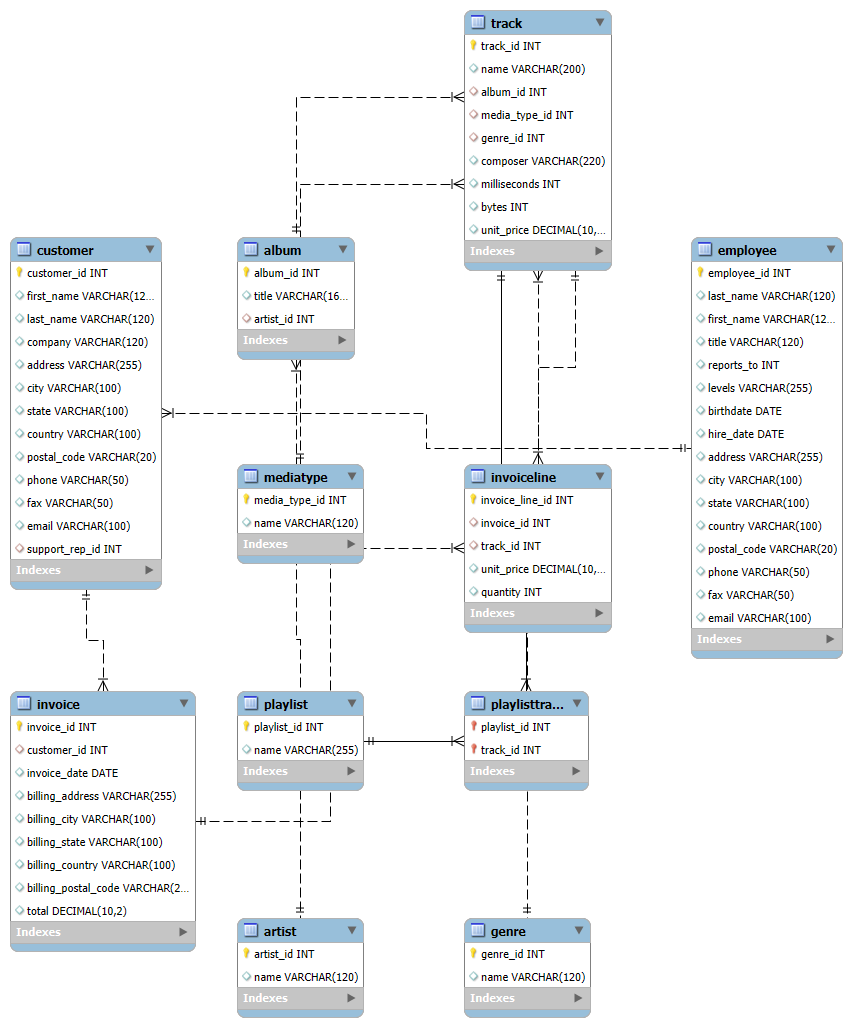 track
track_id INT
name VARCHAR(200)
album_id INT
media_type_id INT
genre_id INT
composer VARCHAR(220)
milliseconds INT
bytes INT
unit_price DECIMAL(10,...
Indexes
customer
customer_id INT
first_name VARCHAR(12...
last_name VARCHAR(120)
company VARCHAR(120)
address VARCHAR(255)
city VARCHAR(100)
state VARCHAR(100)
country VARCHAR(100)
postal_code VARCHAR(20)
phone VARCHAR(50)
fax VARCHAR(50)
email VARCHAR(100)
support_rep_id INT
Indexes
album
album_id INT
title VARCHAR(16...
artist_id INT
Indexes
employee
employee_id INT
last_name VARCHAR(120)
first_name VARCHAR(12...
title VARCHAR(120)
reports_to INT
levels VARCHAR(255)
birthdate DATE
hire_date DATE
address VARCHAR(255)
city VARCHAR(100)
state VARCHAR(100)
country VARCHAR(100)
postal_code VARCHAR(20)
phone VARCHAR(50)
fax VARCHAR(50)
email VARCHAR(100)
Indexes
mediatype
media_type_id INT
name VARCHAR(120)
Indexes
invoiceline
invoice_line_id INT
invoice_id INT
track_id INT
unit_price DECIMAL(10,...
quantity INT
Indexes
invoice
invoice_id INT
customer_id INT
invoice_date DATE
billing_address VARCHAR(255)
billing_city VARCHAR(100)
billing_state VARCHAR(100)
billing_country VARCHAR(100)
billing_postal_code VARCHAR(2...
total DECIMAL(10,2)
Indexes
playlist
playlist_id INT
name VARCHAR(255)
Indexes
playlisttra...
playlist_id INT
track_id INT
Indexes
artist
artist_id INT
name VARCHAR(120)
Indexes
genre
genre_id INT
name VARCHAR(120)
Indexes